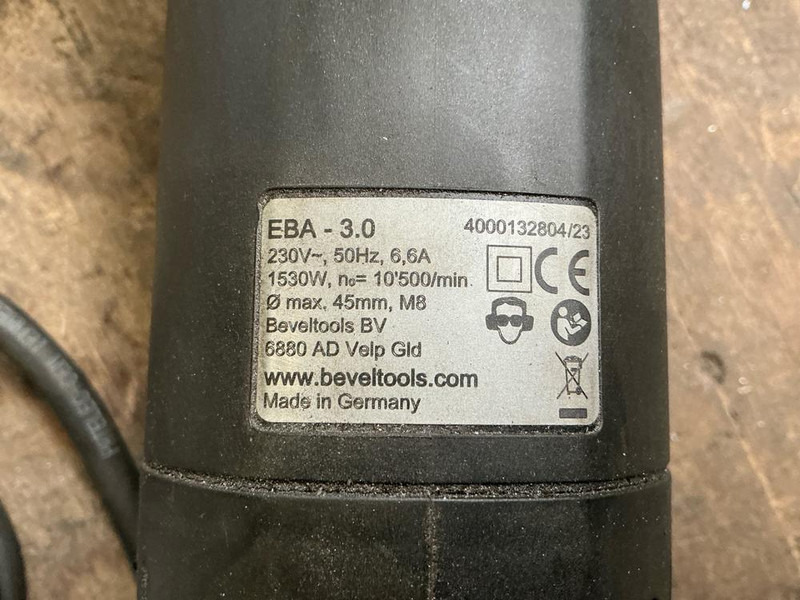 EBA - 3.0
4000132804/23
230V~, 50Hz, 6,6A
1530W, n₀= 10'500/min.
Ø max. 45mm, M8
Beveltools BV
6880 AD Velp Gld
www.beveltools.com
Made in Germany
CE